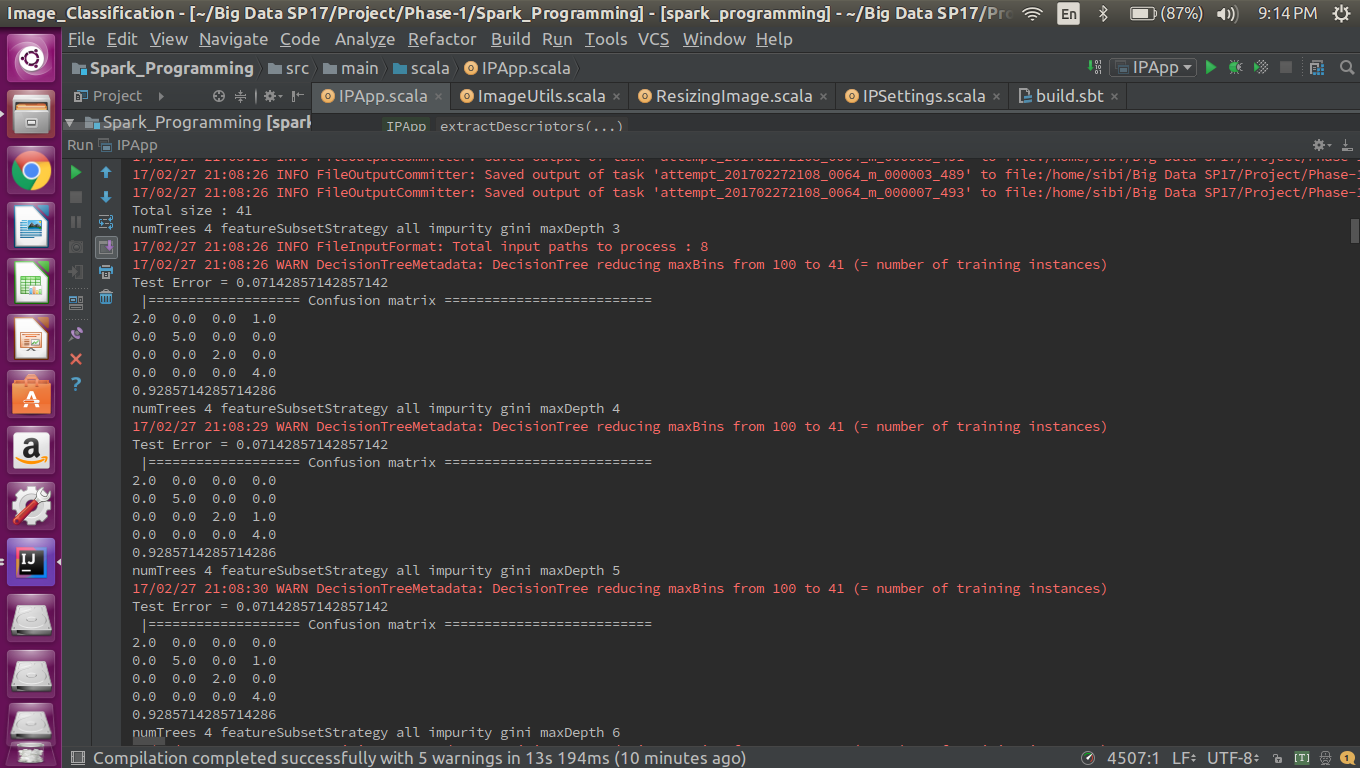 Image_Classification - [~/Big Data SP17/Project/Phase-1/Spark_Programming] - [spark_programming] - ~/Big Data SP17/Pro
En
(87%)
9:14 PM
File Edit View Navigate Code Analyze Refactor Build Run Tools VCS Window Help
Spark_Programming
src
main
scala
IPApp.scala
IPApp
Project
IPApp.scala
ImageUtils.scala
ResizingImage.scala
IPSettings.scala
build.sbt
Spark_Programming [spark
IPApp extractDescriptors(...)
Run IPApp
17/02/27 21:08:26 INFO FileOutputCommitter: Saved output of task 'attempt_201702272108_0064_m_000003_489' to file:/home/sibi/Big Data SP17/Project/Phase-1
17/02/27 21:08:26 INFO FileOutputCommitter: Saved output of task 'attempt_201702272108_0064_m_000007_493' to file:/home/sibi/Big Data SP17/Project/Phase-1
Total size : 41
numTrees 4 featureSubsetStrategy all impurity gini maxDepth 3
17/02/27 21:08:26 INFO FileInputFormat: Total input paths to process : 8
17/02/27 21:08:26 WARN DecisionTreeMetadata: DecisionTree reducing maxBins from 100 to 41 (= number of training instances)
Test Error = 0.07142857142857142
|=================== Confusion matrix ==========================
2.0 0.0 0.0 1.0
0.0 5.0 0.0 0.0
0.0 0.0 2.0 0.0
0.0 0.0 0.0 4.0
0.9285714285714286
numTrees 4 featureSubsetStrategy all impurity gini maxDepth 4
17/02/27 21:08:29 WARN DecisionTreeMetadata: DecisionTree reducing maxBins from 100 to 41 (= number of training instances)
Test Error = 0.07142857142857142
|=================== Confusion matrix ==========================
2.0 0.0 0.0 0.0
0.0 5.0 0.0 0.0
0.0 0.0 2.0 1.0
0.0 0.0 0.0 4.0
0.9285714285714286
numTrees 4 featureSubsetStrategy all impurity gini maxDepth 5
17/02/27 21:08:30 WARN DecisionTreeMetadata: DecisionTree reducing maxBins from 100 to 41 (= number of training instances)
Test Error = 0.07142857142857142
|=================== Confusion matrix ==========================
2.0 0.0 0.0 0.0
0.0 5.0 0.0 1.0
0.0 0.0 2.0 0.0
0.0 0.0 0.0 4.0
0.9285714285714286
numTrees 4 featureSubsetStrategy all impurity gini maxDepth 6
Compilation completed successfully with 5 warnings in 13s 194ms (10 minutes ago)
4507:1 LF UTF-8